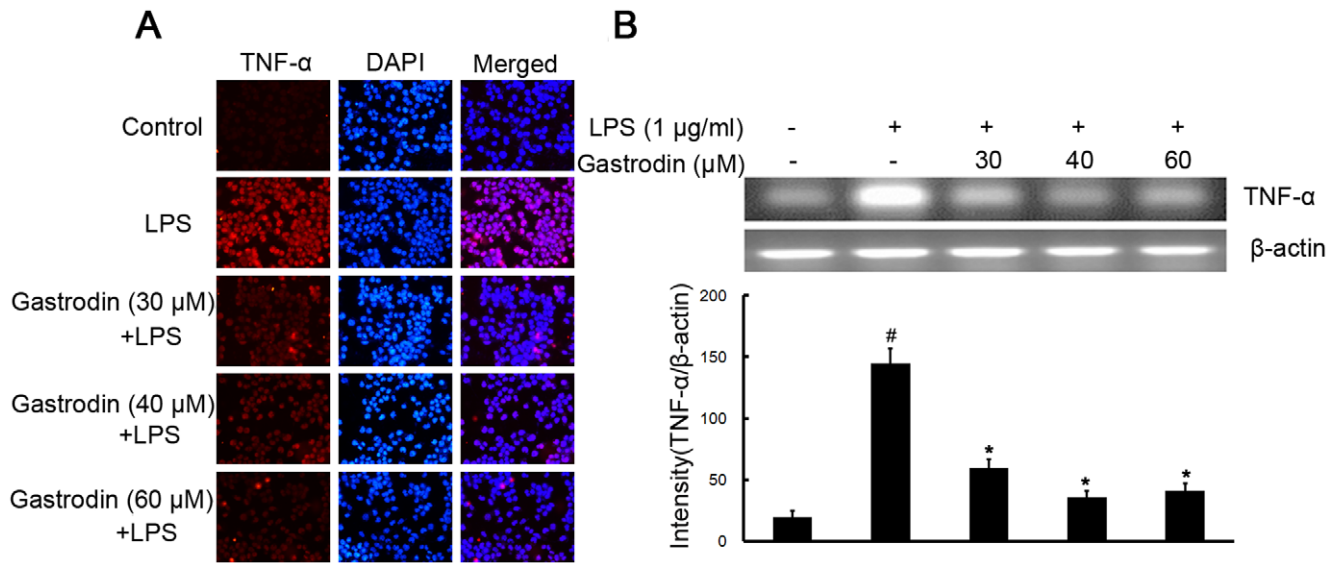 A
TNF-α DAPI Merged
Control
LPS
Gastrodin (30 µM)
+LPS
Gastrodin (40 µM)
+LPS
Gastrodin (60 µM)
+LPS
B
LPS (1 µg/ml) - + + + +
Gastrodin (µM) - - 30 40 60
TNF-α
β-actin
Intensity(TNF-α/β-actin)
200
150
100
50
0
#
*
*
*